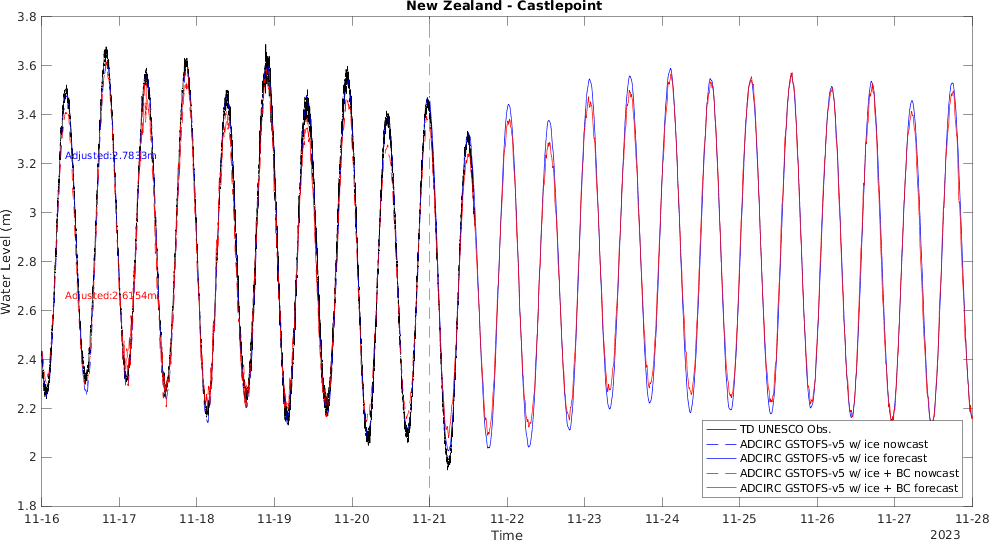 New Zealand - Castlepoint
Water Level (m)
3.8
3.6
3.4
3.2
3
2.8
2.6
2.4
2.2
2
1.8
Adjusted:2.7833m
Adjusted:2.6154m
TD UNESCO Obs.
ADCIRC GSTOFS-v5 w/ ice nowcast
ADCIRC GSTOFS-v5 w/ ice forecast
ADCIRC GSTOFS-v5 w/ ice + BC nowcast
ADCIRC GSTOFS-v5 w/ ice + BC forecast
11-16 11-17 11-18 11-19 11-20 11-21 11-22 11-23 11-24 11-25 11-26 11-27 11-28
Time
2023